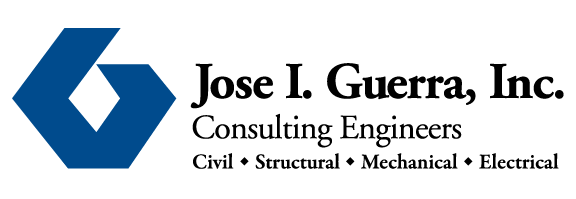 Jose I. Guerra, Inc.
Consulting Engineers
Civil ◆ Structural ◆ Mechanical ◆ Electrical